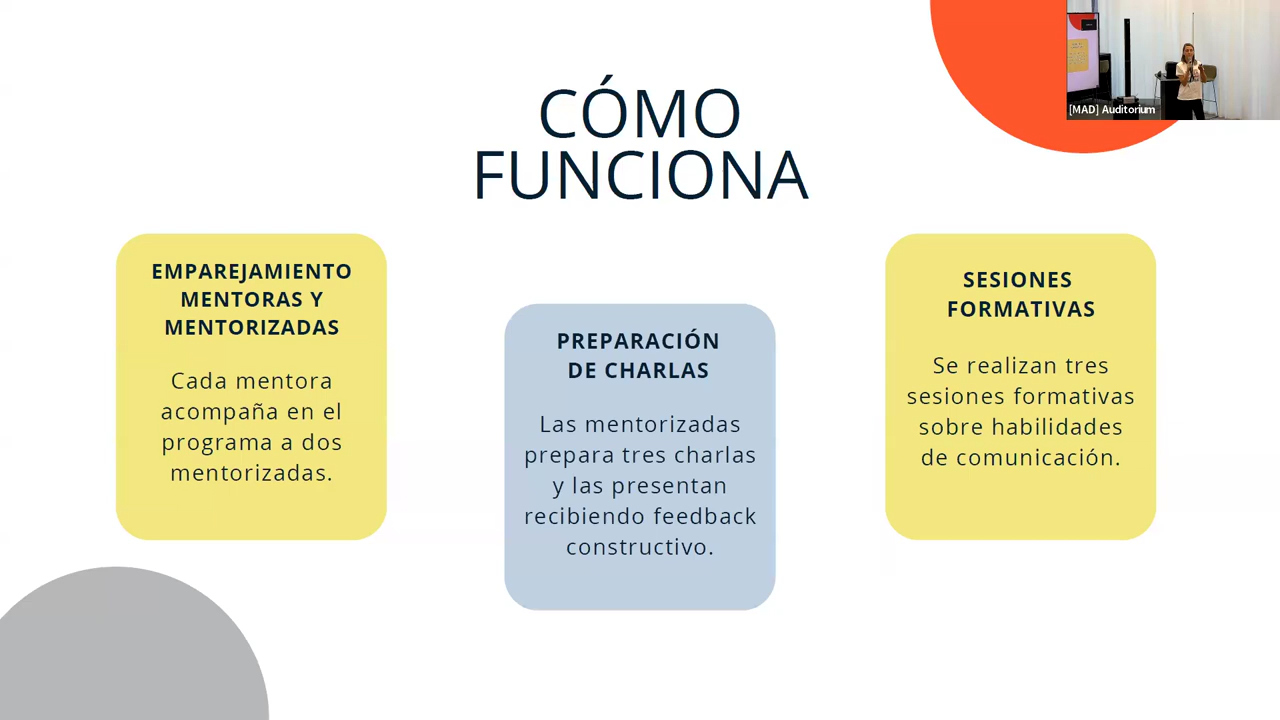 CÓMO
FUNCIONA
EMPAREJAMIENTO
MENTORAS Y
MENTORIZADAS
Cada mentora
acompaña en el
programa a dos
mentorizadas.
PREPARACIÓN
DE CHARLAS
Las mentorizadas
prepara tres charlas
y las presentan
recibiendo feedback
constructivo.
SESIONES
FORMATIVAS
Se realizan tres
sesiones formativas
sobre habilidades
de comunicación.
[MAD] Auditorium